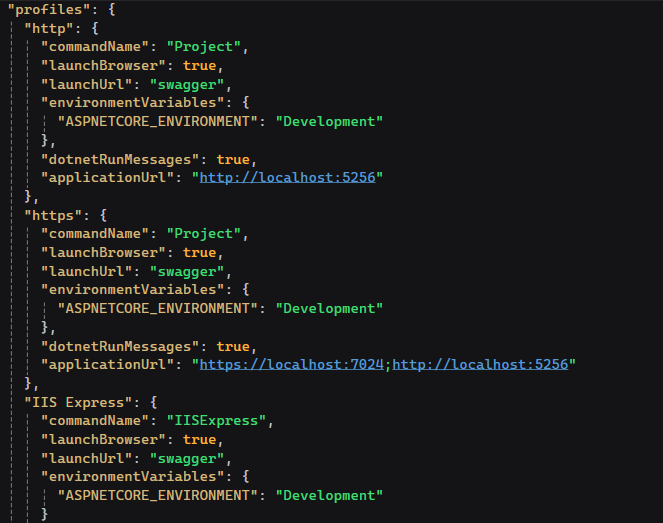 "profiles": {
"http": {
"commandName": "Project",
"launchBrowser": true,
"launchUrl": "swagger",
"environmentVariables": {
"ASPNETCORE_ENVIRONMENT": "Development"
},
"dotnetRunMessages": true,
"applicationUrl": "http://localhost:5256"
},
"https": {
"commandName": "Project",
"launchBrowser": true,
"launchUrl": "swagger",
"environmentVariables": {
"ASPNETCORE_ENVIRONMENT": "Development"
},
"dotnetRunMessages": true,
"applicationUrl": "https://localhost:7024;http://localhost:5256"
},
"IIS Express": {
"commandName": "IISExpress",
"launchBrowser": true,
"launchUrl": "swagger",
"environmentVariables": {
"ASPNETCORE_ENVIRONMENT": "Development"
}